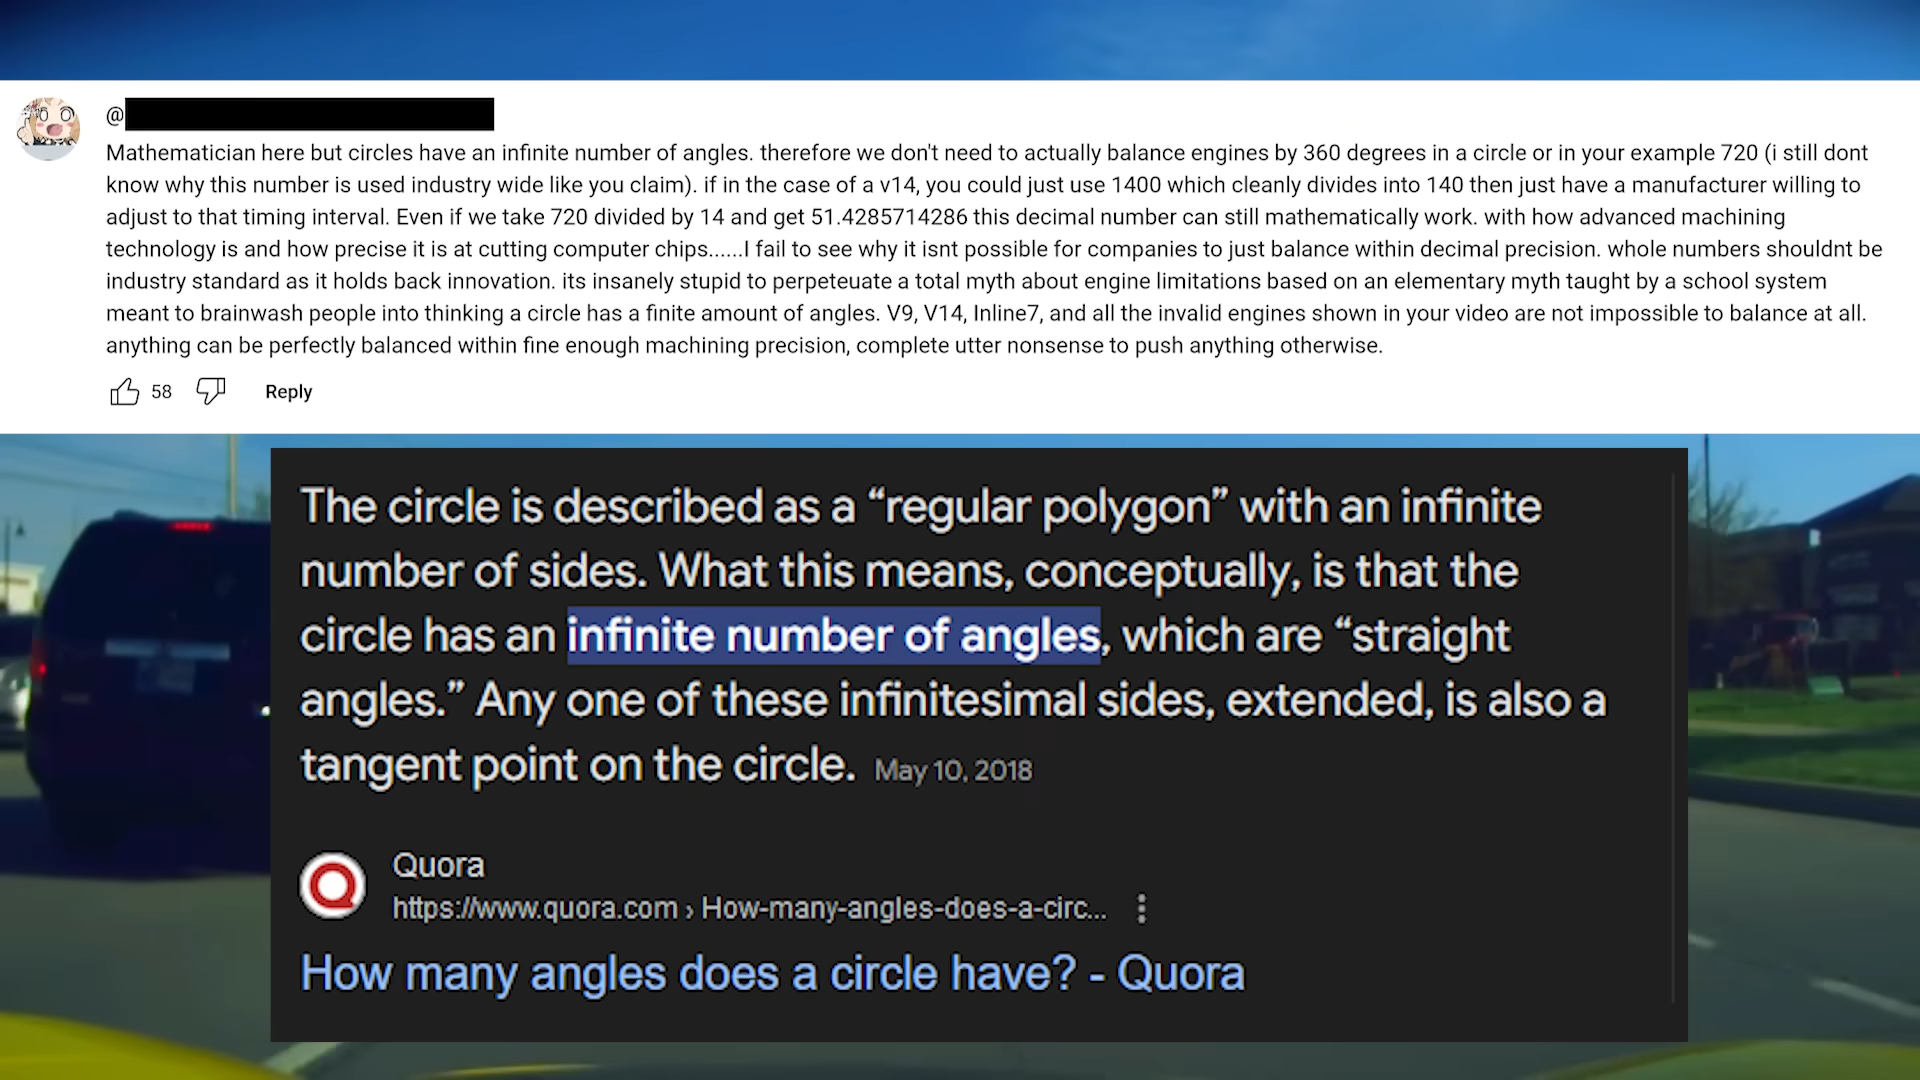 @
Mathematician here but circles have an infinite number of angles. therefore we don't need to actually balance engines by 360 degrees in a circle or in your example 720 (i still dont
know why this number is used industry wide like you claim). if in the case of a v14, you could just use 1400 which cleanly divides into 140 then just have a manufacturer willing to
adjust to that timing interval. Even if we take 720 divided by 14 and get 51.4285714286 this decimal number can still mathematically work. with how advanced machining
technology is and how precise it is at cutting computer chips......I fail to see why it isnt possible for companies to just balance within decimal precision. whole numbers shouldnt be
industry standard as it holds back innovation. its insanely stupid to perpeteuate a total myth about engine limitations based on an elementary myth taught by a school system
meant to brainwash people into thinking a circle has a finite amount of angles. V9, V14, Inline7, and all the invalid engines shown in your video are not impossible to balance at all.
anything can be perfectly balanced within fine enough machining precision, complete utter nonsense to push anything otherwise.
58 Reply
The circle is described as a “regular polygon” with an infinite
number of sides. What this means, conceptually, is that the
circle has an infinite number of angles, which are “straight
angles.” Any one of these infinitesimal sides, extended, is also a
tangent point on the circle. May 10, 2018
Quora
https://www.quora.com › How-many-angles-does-a-circ...
How many angles does a circle have? - Quora